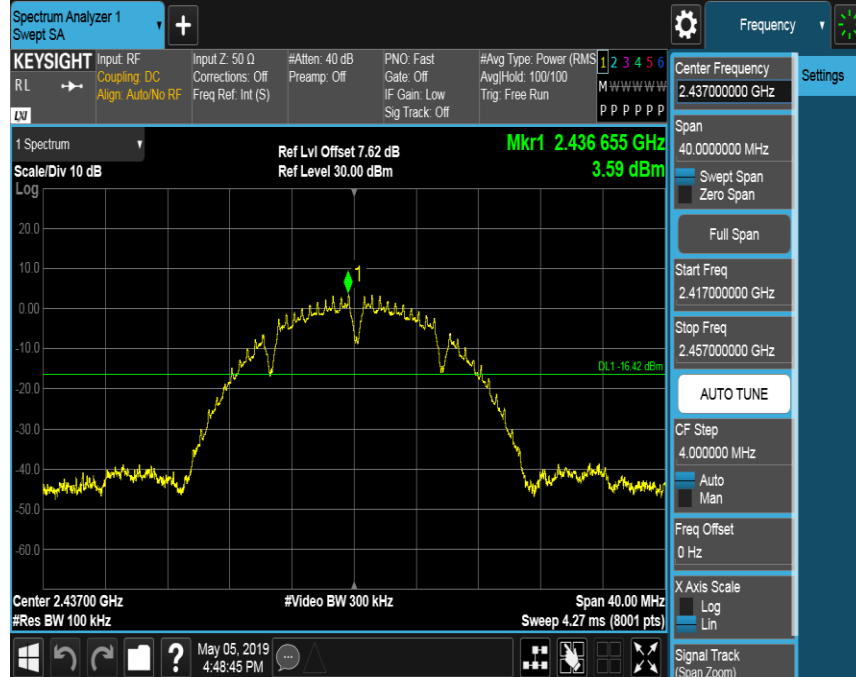 Spectrum Analyzer 1
Swept SA
+
Frequency
KEYSIGHT
RL
LXI
Input: RF
Coupling: DC
Align: Auto/No RF
Input Z: 50 Ω
Corrections: Off
Freq Ref: Int (S)
#Atten: 40 dB
Preamp: Off
PNO: Fast
Gate: Off
IF Gain: Low
Sig Track: Off
#Avg Type: Power (RMS
Avg|Hold: 100/100
Trig: Free Run
1 2 3 4 5 6
M W W W W W
P P P P P P
Center Frequency
2.437000000 GHz
Settings
Span
40.0000000 MHz
Swept Span
Zero Span
Full Span
Start Freq
2.417000000 GHz
Stop Freq
2.457000000 GHz
AUTO TUNE
CF Step
4.000000 MHz
Auto
Man
Freq Offset
0 Hz
X Axis Scale
Log
Lin
Signal Track
(Span Zoom)
1 Spectrum
Scale/Div 10 dB
Log
Ref Lvl Offset 7.62 dB
Ref Level 30.00 dBm
Mkr1 2.436 655 GHz
3.59 dBm
20.0
10.0
1
0.00
-10.0
DL1 -16.42 dBm
-20.0
-30.0
-40.0
-50.0
-60.0
Center 2.43700 GHz
#Res BW 100 kHz
#Video BW 300 kHz
Span 40.00 MHz
Sweep 4.27 ms (8001 pts)
?
May 05, 2019
4:48:45 PM